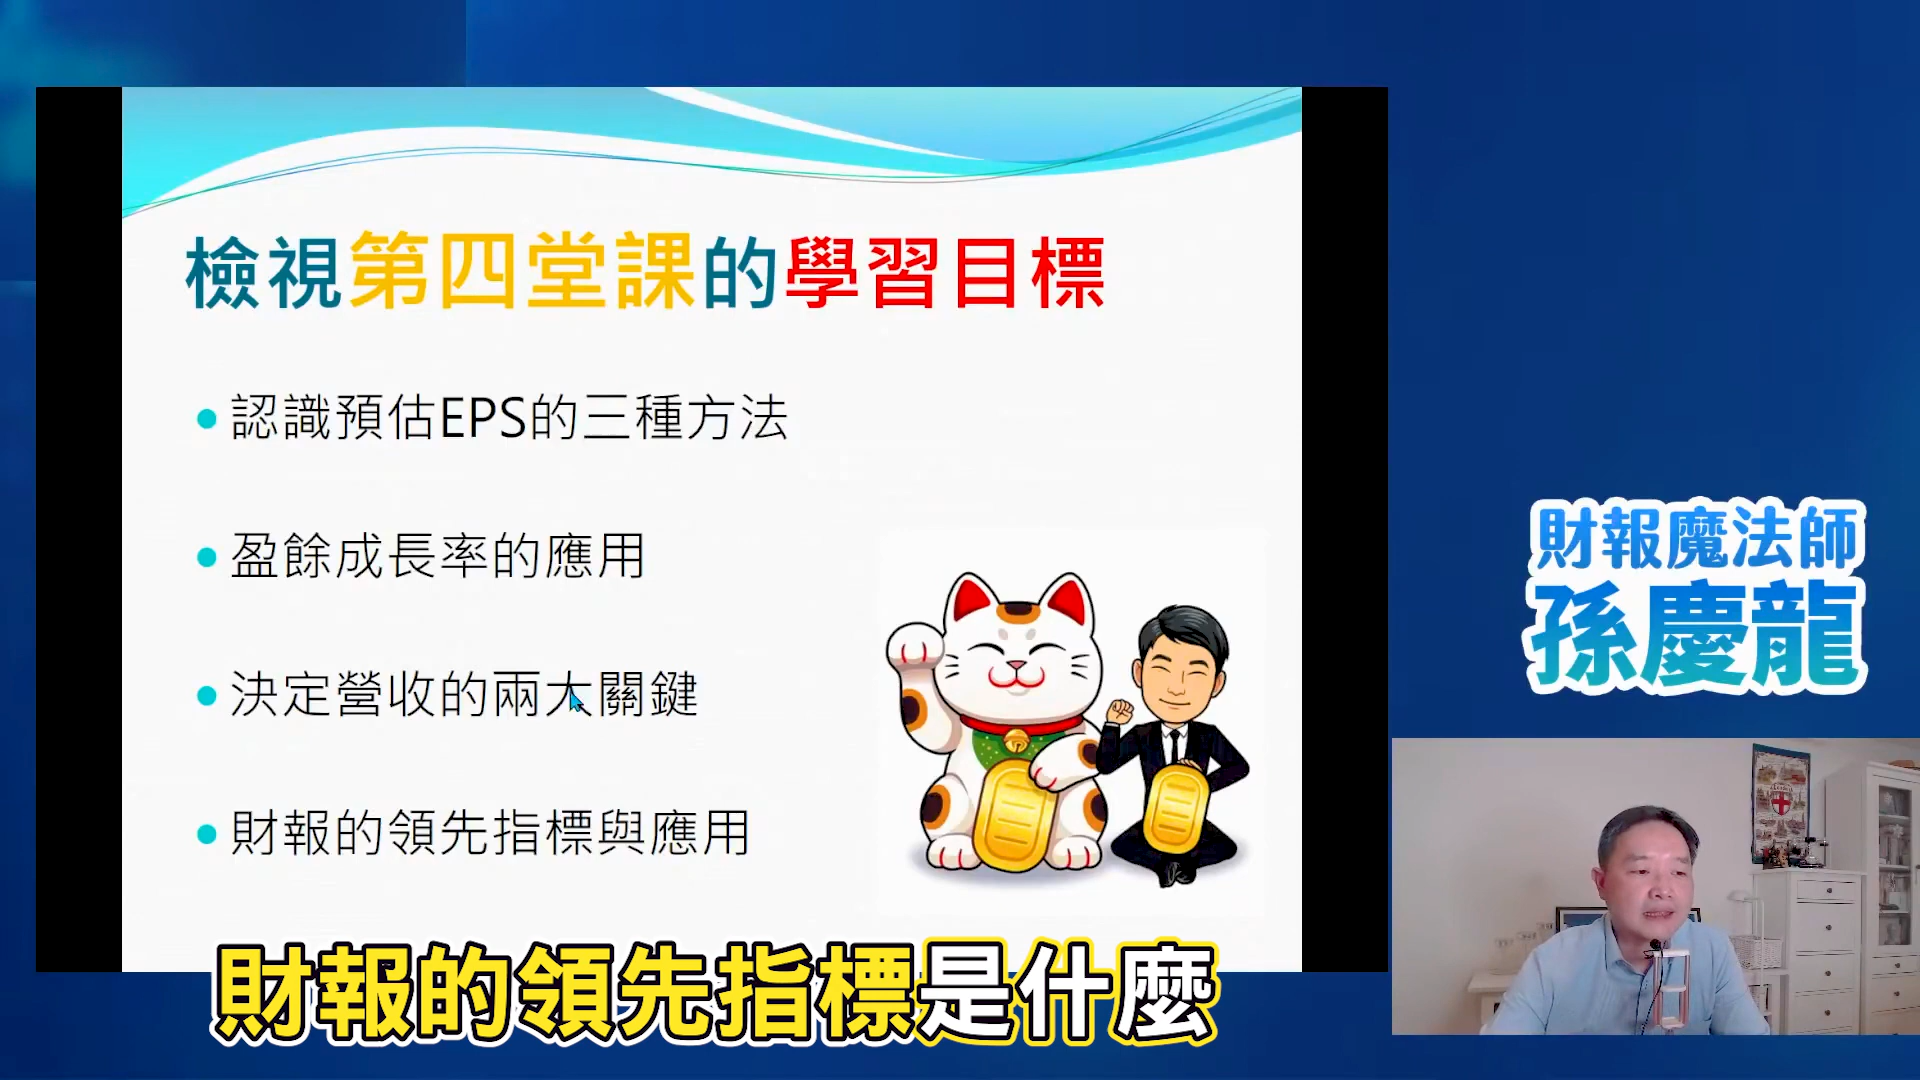 檢視第四堂課的學習目標
認識預估EPS的三種方法
盈餘成長率的應用
決定營收的兩大關鍵
財報的領先指標與應用
財報魔法師
孫慶龍
財報的領先指標是什麼